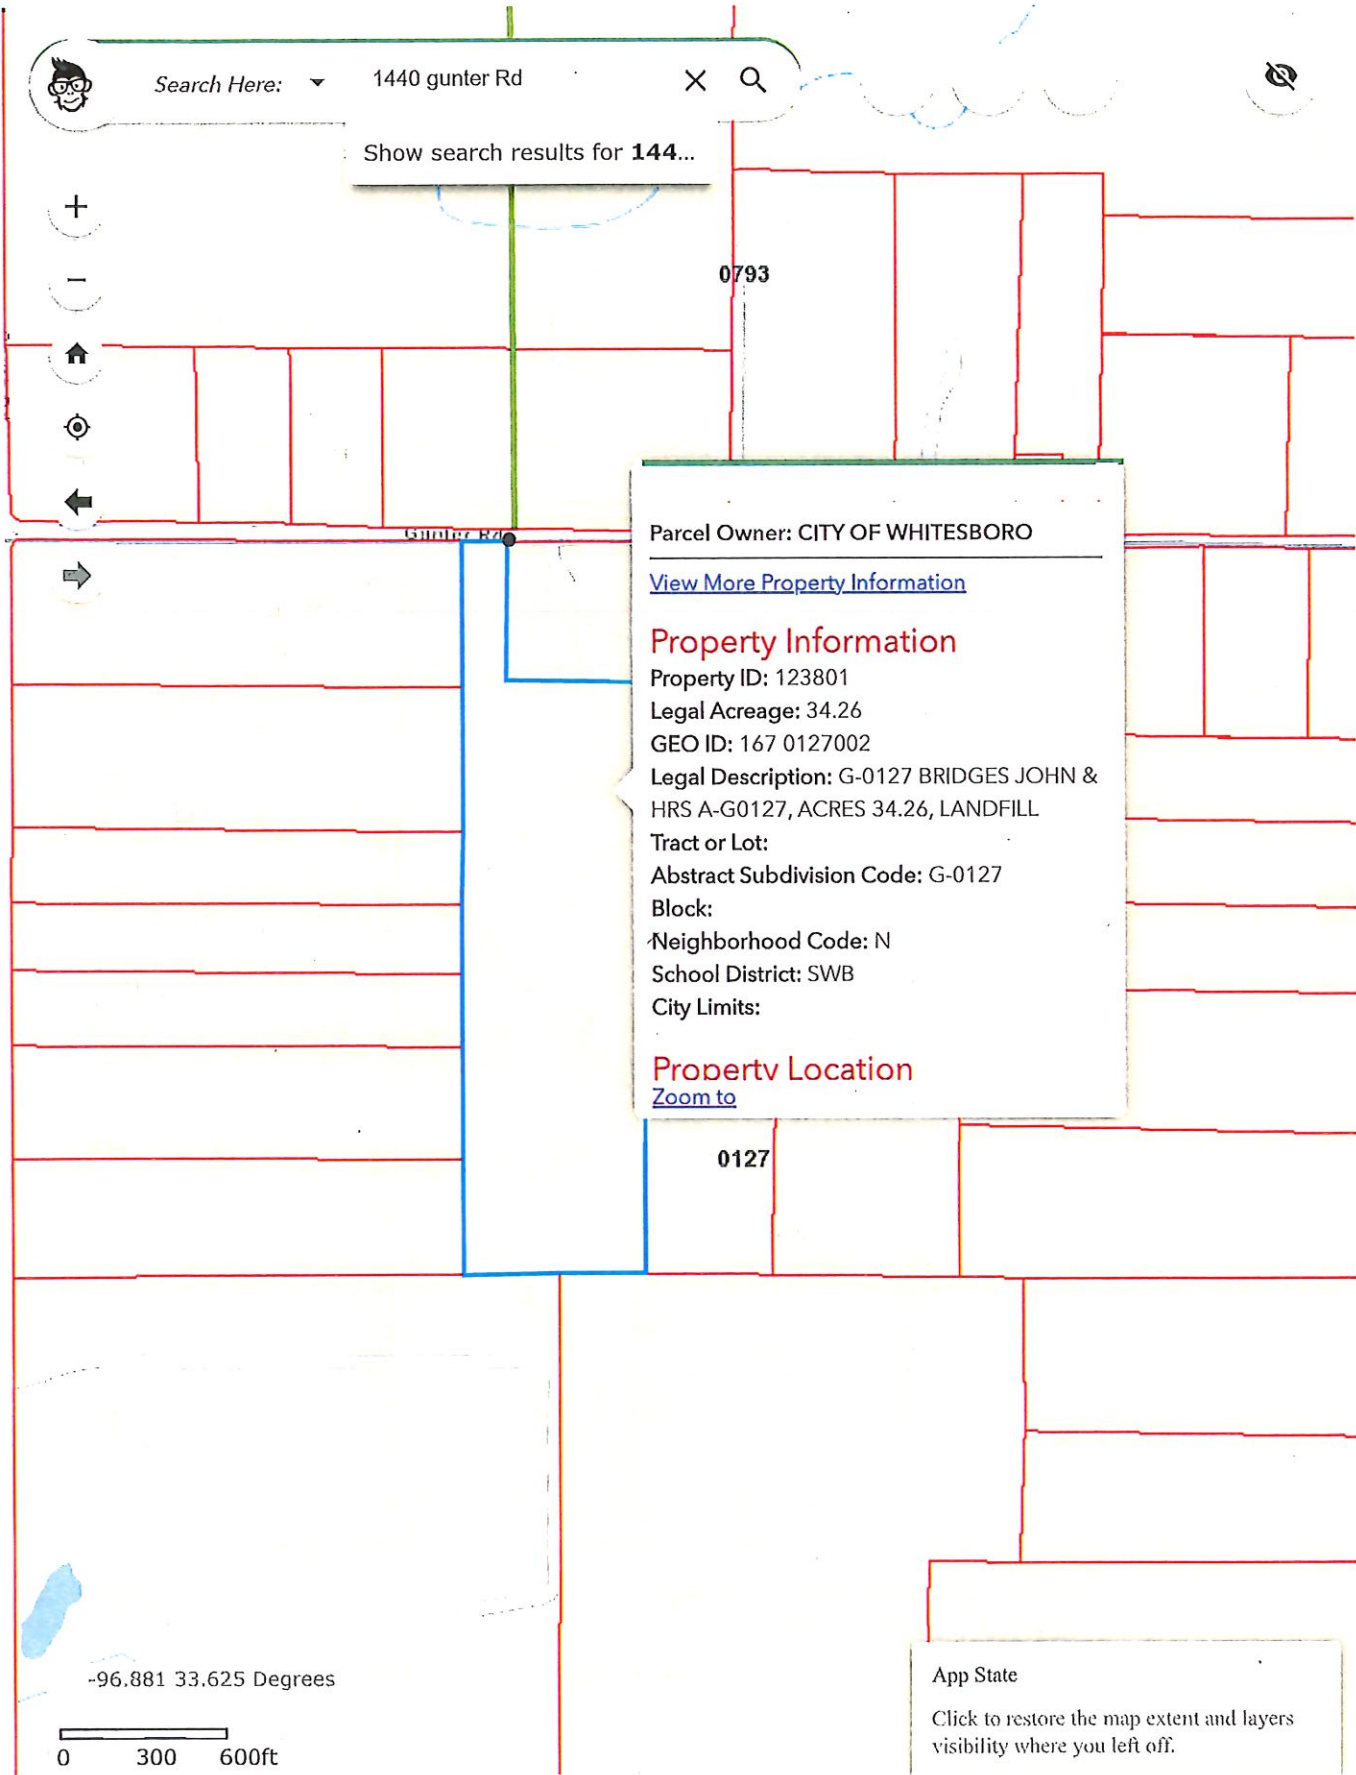 Search Here:
1440 gunter Rd
Show search results for 144...
0793
Gunter Rd
Parcel Owner: CITY OF WHITESBORO
View More Property Information
Property Information
Property ID: 123801
Legal Acreage: 34.26
GEO ID: 167 0127002
Legal Description: G-0127 BRIDGES JOHN &
HRS A-G0127, ACRES 34.26, LANDFILL
Tract or Lot:
Abstract Subdivision Code: G-0127
Block:
Neighborhood Code: N
School District: SWB
City Limits:
Property Location
Zoom to
0127
-96.881 33.625 Degrees
0 300 600ft
App State
Click to restore the map extent and layers
visibility where you left off.